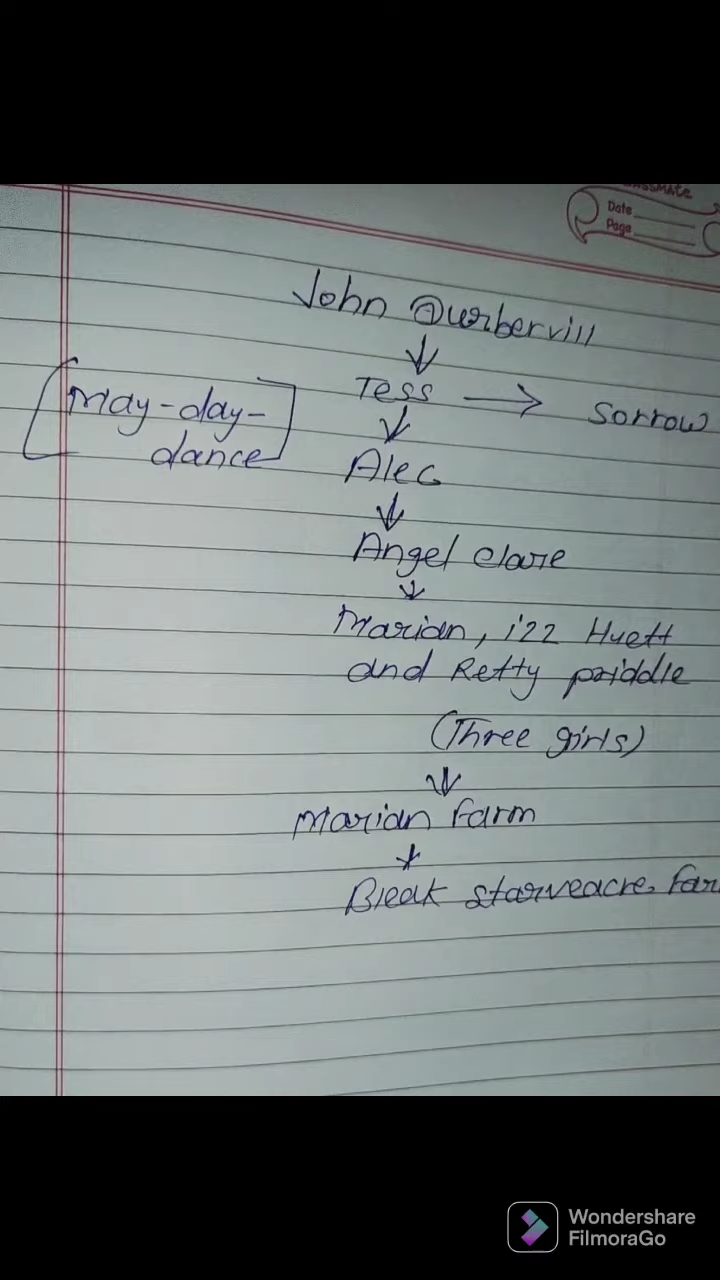 CLASSMATE
Date
Page
John Durbervill
Tess → Sorrow
[May-day-
dance]
Alec
Angel clare
Marian, izz Huett
and Retty priddle
(Three girls)
Marian Farm
Bleak starveacre
Wondershare
FilmoraGo